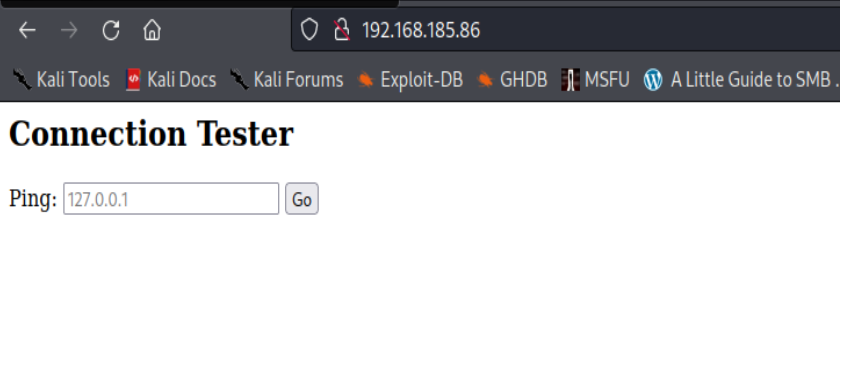 192.168.185.86
Kali Tools Kali Docs Kali Forums Exploit-DB GHDB MSFU A Little Guide to SMB .
Connection Tester
Ping: 127.0.0.1 Go